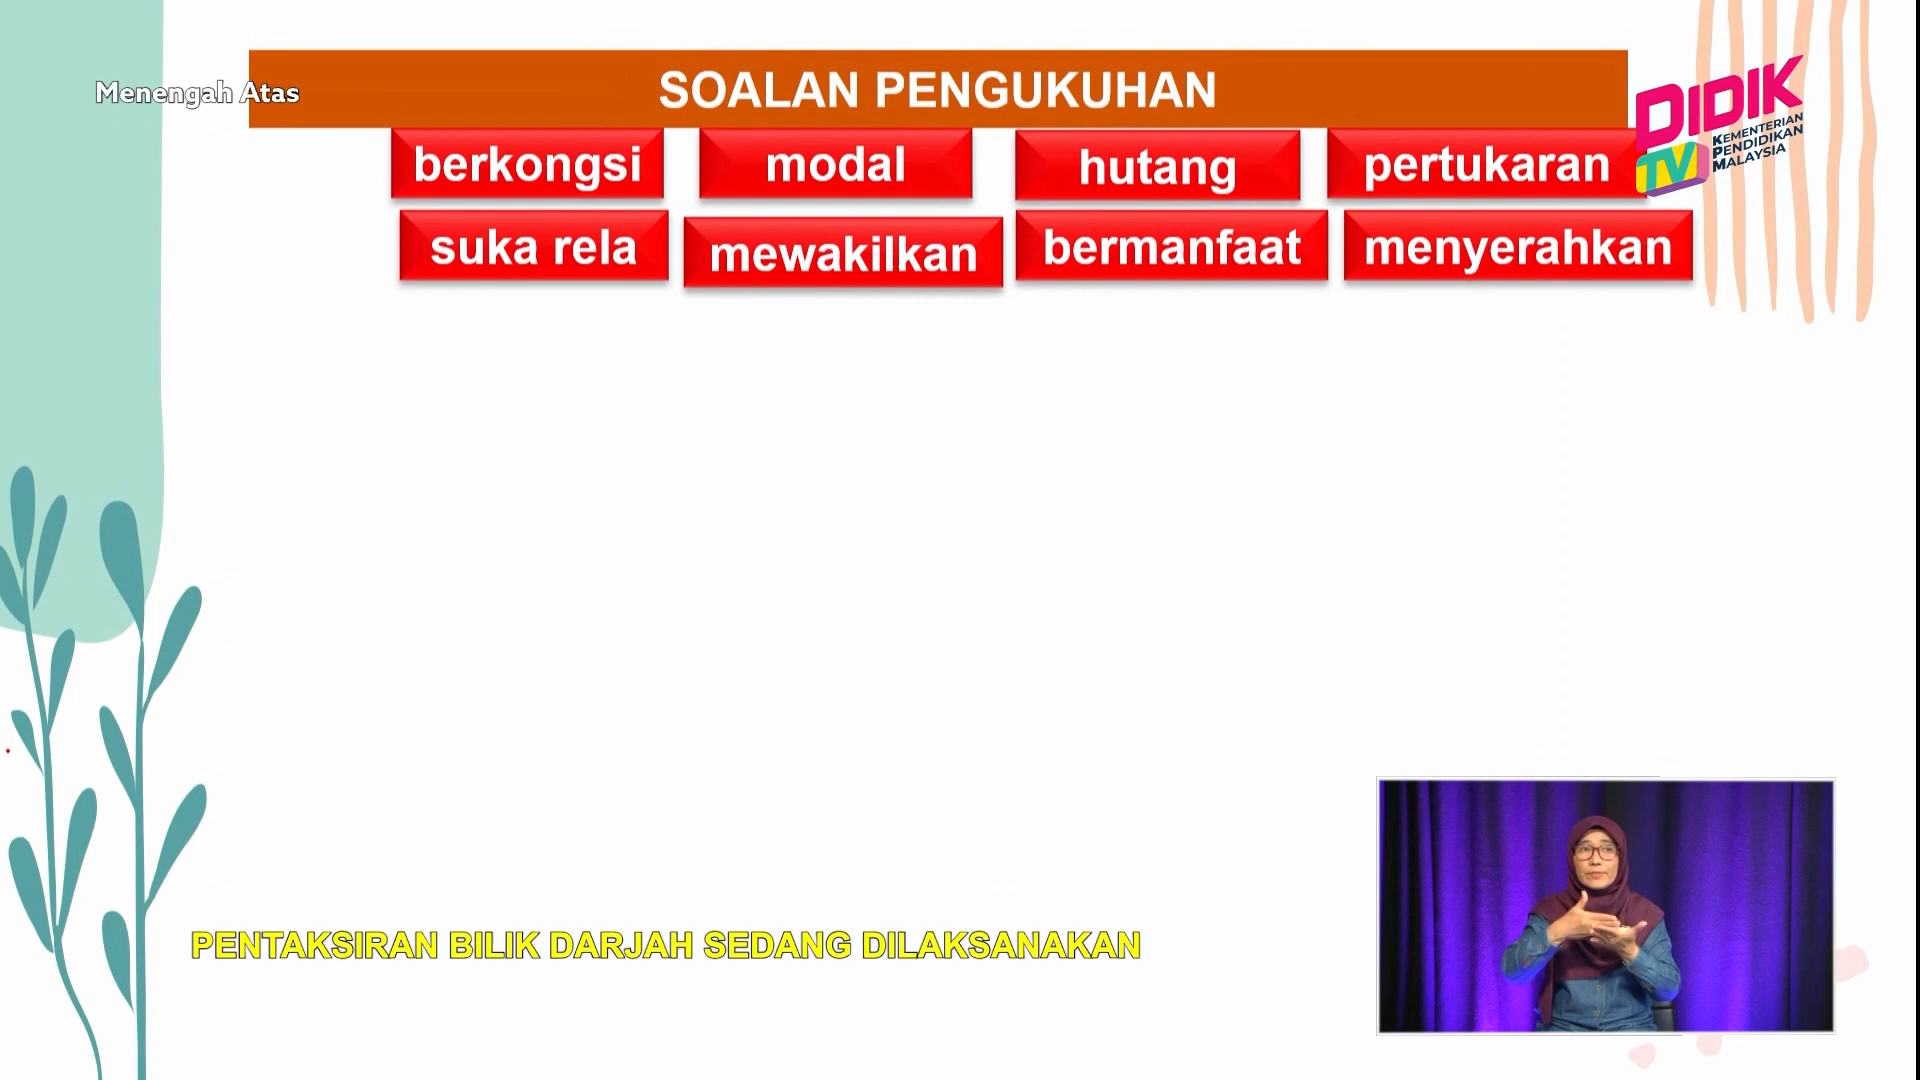 SOALAN PENGUKUHAN
Menengah Atas
DIDIK
TV
KEMENTERIAN
PENDIDIKAN
MALAYSIA
berkongsi
modal
hutang
pertukaran
suka rela
mewakilkan
bermanfaat
menyerahkan
PENTAKSIRAN BILIK DARJAH SEDANG DILAKSANAKAN